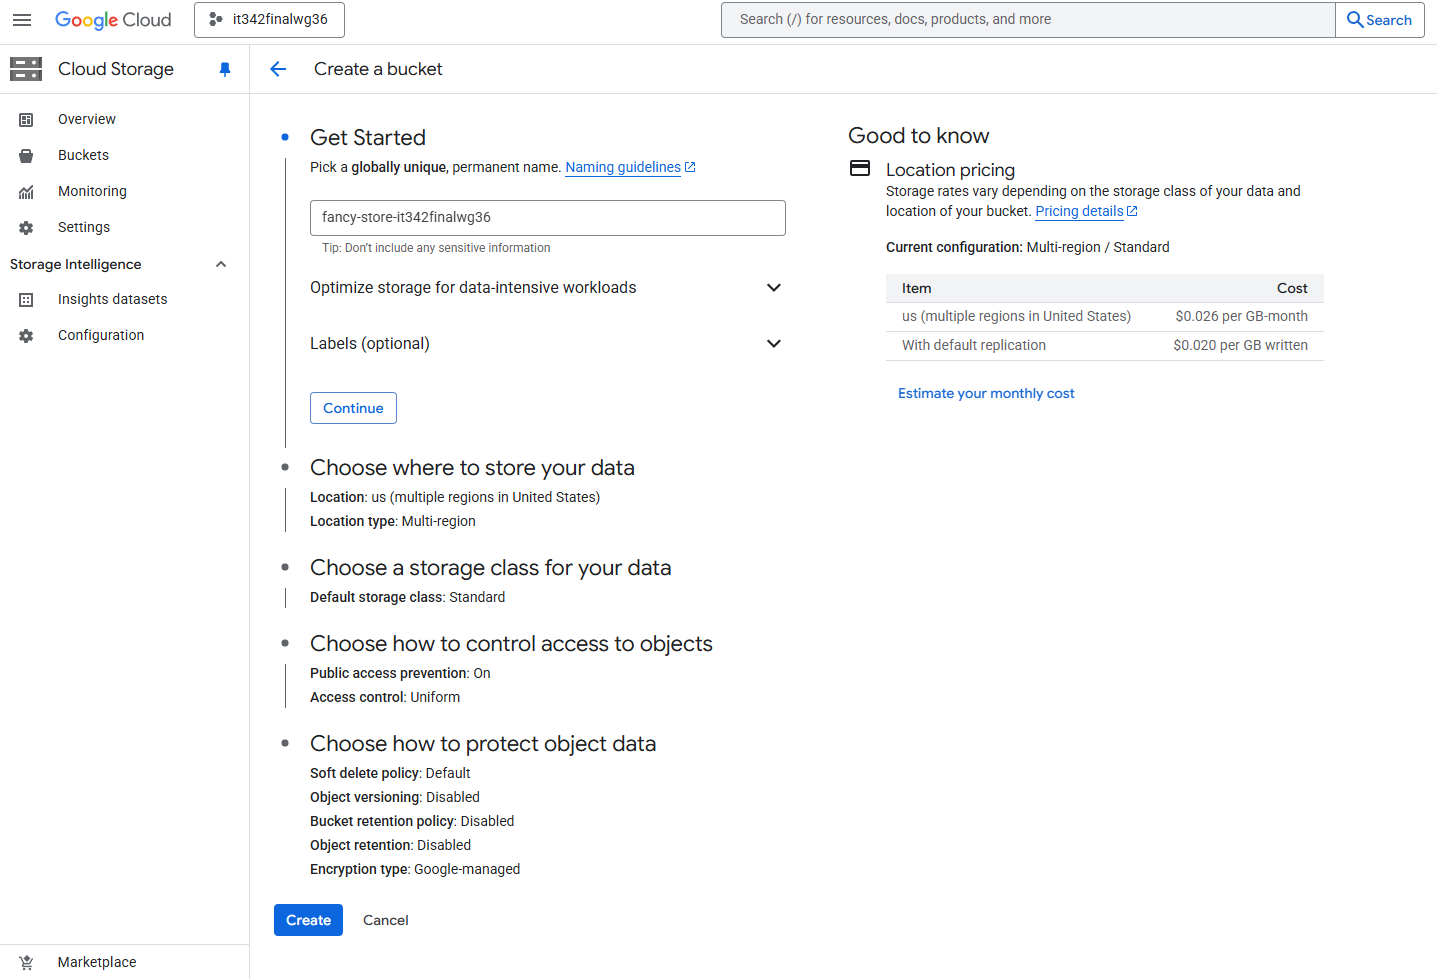 Google Cloud
it342finalwg36
Search (/) for resources, docs, products, and more
Search
Cloud Storage
Create a bucket
Overview
Buckets
Monitoring
Settings
Storage Intelligence
Insights datasets
Configuration
Marketplace
Get Started
Pick a globally unique, permanent name. Naming guidelines
fancy-store-it342finalwg36
Tip: Don't include any sensitive information
Optimize storage for data-intensive workloads
Labels (optional)
Continue
Choose where to store your data
Location: us (multiple regions in United States)
Location type: Multi-region
Choose a storage class for your data
Default storage class: Standard
Choose how to control access to objects
Public access prevention: On
Access control: Uniform
Choose how to protect object data
Soft delete policy: Default
Object versioning: Disabled
Bucket retention policy: Disabled
Object retention: Disabled
Encryption type: Google-managed
Create
Cancel
Good to know
Location pricing
Storage rates vary depending on the storage class of your data and
location of your bucket. Pricing details
Current configuration: Multi-region / Standard
Item Cost
us (multiple regions in United States) $0.026 per GB-month
With default replication $0.020 per GB written
Estimate your monthly cost